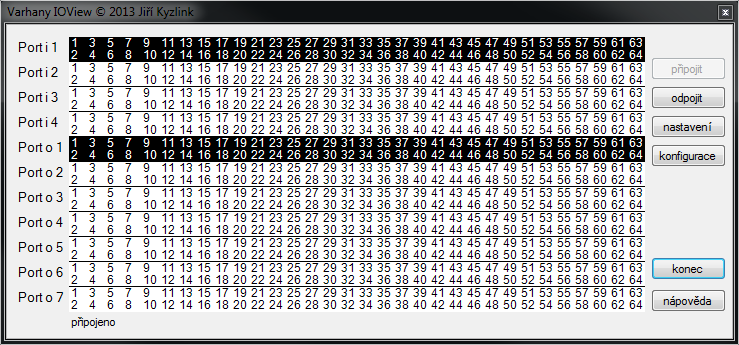 Varhany IOView © 2013 Jiří Kyzlink
Port i 1 1 3 5 7 9 11 13 15 17 19 21 23 25 27 29 31 33 35 37 39 41 43 45 47 49 51 53 55 57 59 61 63
2 4 6 8 10 12 14 16 18 20 22 24 26 28 30 32 34 36 38 40 42 44 46 48 50 52 54 56 58 60 62 64
Port i 2 1 3 5 7 9 11 13 15 17 19 21 23 25 27 29 31 33 35 37 39 41 43 45 47 49 51 53 55 57 59 61 63 připojit
2 4 6 8 10 12 14 16 18 20 22 24 26 28 30 32 34 36 38 40 42 44 46 48 50 52 54 56 58 60 62 64
Port i 3 1 3 5 7 9 11 13 15 17 19 21 23 25 27 29 31 33 35 37 39 41 43 45 47 49 51 53 55 57 59 61 63 odpojit
2 4 6 8 10 12 14 16 18 20 22 24 26 28 30 32 34 36 38 40 42 44 46 48 50 52 54 56 58 60 62 64
Port i 4 1 3 5 7 9 11 13 15 17 19 21 23 25 27 29 31 33 35 37 39 41 43 45 47 49 51 53 55 57 59 61 63 nastavení
2 4 6 8 10 12 14 16 18 20 22 24 26 28 30 32 34 36 38 40 42 44 46 48 50 52 54 56 58 60 62 64
Port o 1 1 3 5 7 9 11 13 15 17 19 21 23 25 27 29 31 33 35 37 39 41 43 45 47 49 51 53 55 57 59 61 63 konfigurace
2 4 6 8 10 12 14 16 18 20 22 24 26 28 30 32 34 36 38 40 42 44 46 48 50 52 54 56 58 60 62 64
Port o 2 1 3 5 7 9 11 13 15 17 19 21 23 25 27 29 31 33 35 37 39 41 43 45 47 49 51 53 55 57 59 61 63
2 4 6 8 10 12 14 16 18 20 22 24 26 28 30 32 34 36 38 40 42 44 46 48 50 52 54 56 58 60 62 64
Port o 3 1 3 5 7 9 11 13 15 17 19 21 23 25 27 29 31 33 35 37 39 41 43 45 47 49 51 53 55 57 59 61 63
2 4 6 8 10 12 14 16 18 20 22 24 26 28 30 32 34 36 38 40 42 44 46 48 50 52 54 56 58 60 62 64
Port o 4 1 3 5 7 9 11 13 15 17 19 21 23 25 27 29 31 33 35 37 39 41 43 45 47 49 51 53 55 57 59 61 63
2 4 6 8 10 12 14 16 18 20 22 24 26 28 30 32 34 36 38 40 42 44 46 48 50 52 54 56 58 60 62 64
Port o 5 1 3 5 7 9 11 13 15 17 19 21 23 25 27 29 31 33 35 37 39 41 43 45 47 49 51 53 55 57 59 61 63
2 4 6 8 10 12 14 16 18 20 22 24 26 28 30 32 34 36 38 40 42 44 46 48 50 52 54 56 58 60 62 64
Port o 6 1 3 5 7 9 11 13 15 17 19 21 23 25 27 29 31 33 35 37 39 41 43 45 47 49 51 53 55 57 59 61 63 konec
2 4 6 8 10 12 14 16 18 20 22 24 26 28 30 32 34 36 38 40 42 44 46 48 50 52 54 56 58 60 62 64
Port o 7 1 3 5 7 9 11 13 15 17 19 21 23 25 27 29 31 33 35 37 39 41 43 45 47 49 51 53 55 57 59 61 63 nápověda
2 4 6 8 10 12 14 16 18 20 22 24 26 28 30 32 34 36 38 40 42 44 46 48 50 52 54 56 58 60 62 64
připojeno